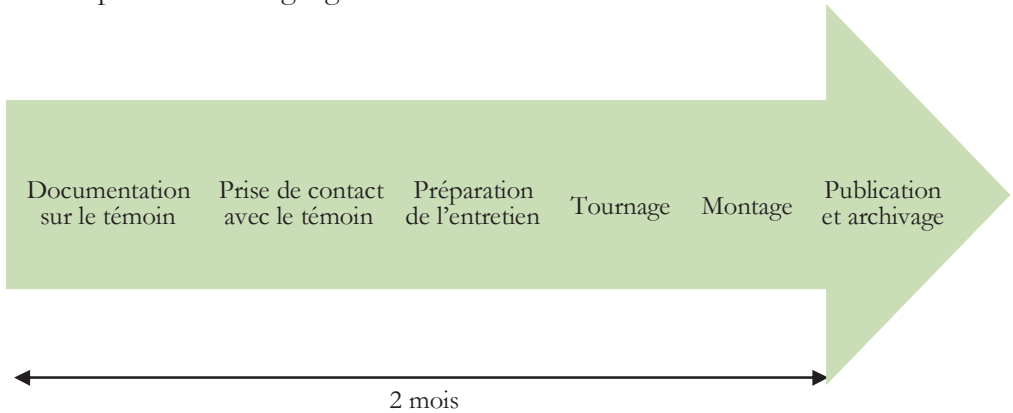 Documentation
sur le témoin
Prise de contact
avec le témoin
Préparation
de l'entretien
Tournage
Montage
Publication
et archivage
2 mois